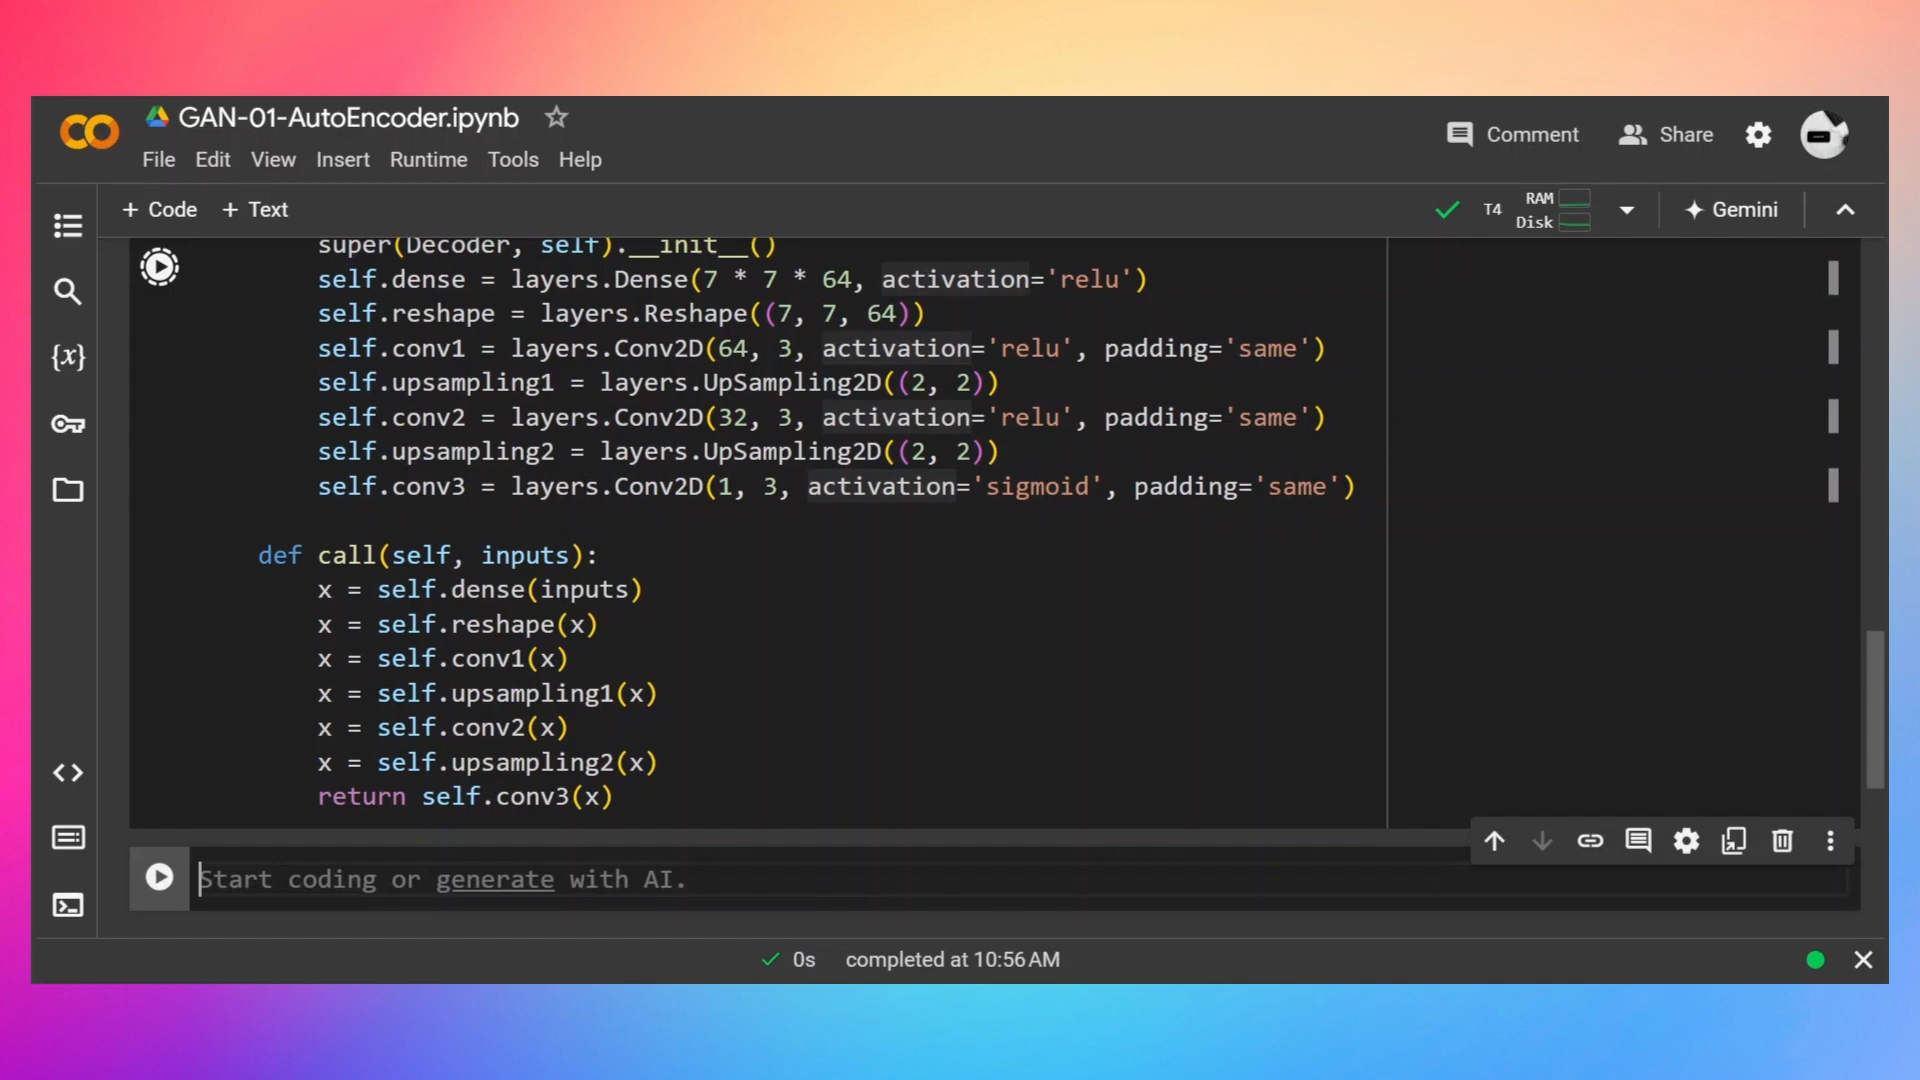 GAN-01-AutoEncoder.ipynb
File Edit View Insert Runtime Tools Help
Comment
Share
+ Code + Text
T4
RAM
Disk
Gemini
{x}
super(Decoder, self).__init__()
self.dense = layers.Dense(7 * 7 * 64, activation='relu')
self.reshape = layers.Reshape((7, 7, 64))
self.conv1 = layers.Conv2D(64, 3, activation='relu', padding='same')
self.upsampling1 = layers.UpSampling2D((2, 2))
self.conv2 = layers.Conv2D(32, 3, activation='relu', padding='same')
self.upsampling2 = layers.UpSampling2D((2, 2))
self.conv3 = layers.Conv2D(1, 3, activation='sigmoid', padding='same')
def call(self, inputs):
x = self.dense(inputs)
x = self.reshape(x)
x = self.conv1(x)
x = self.upsampling1(x)
x = self.conv2(x)
x = self.upsampling2(x)
return self.conv3(x)
Start coding or generate with AI.
0s completed at 10:56 AM